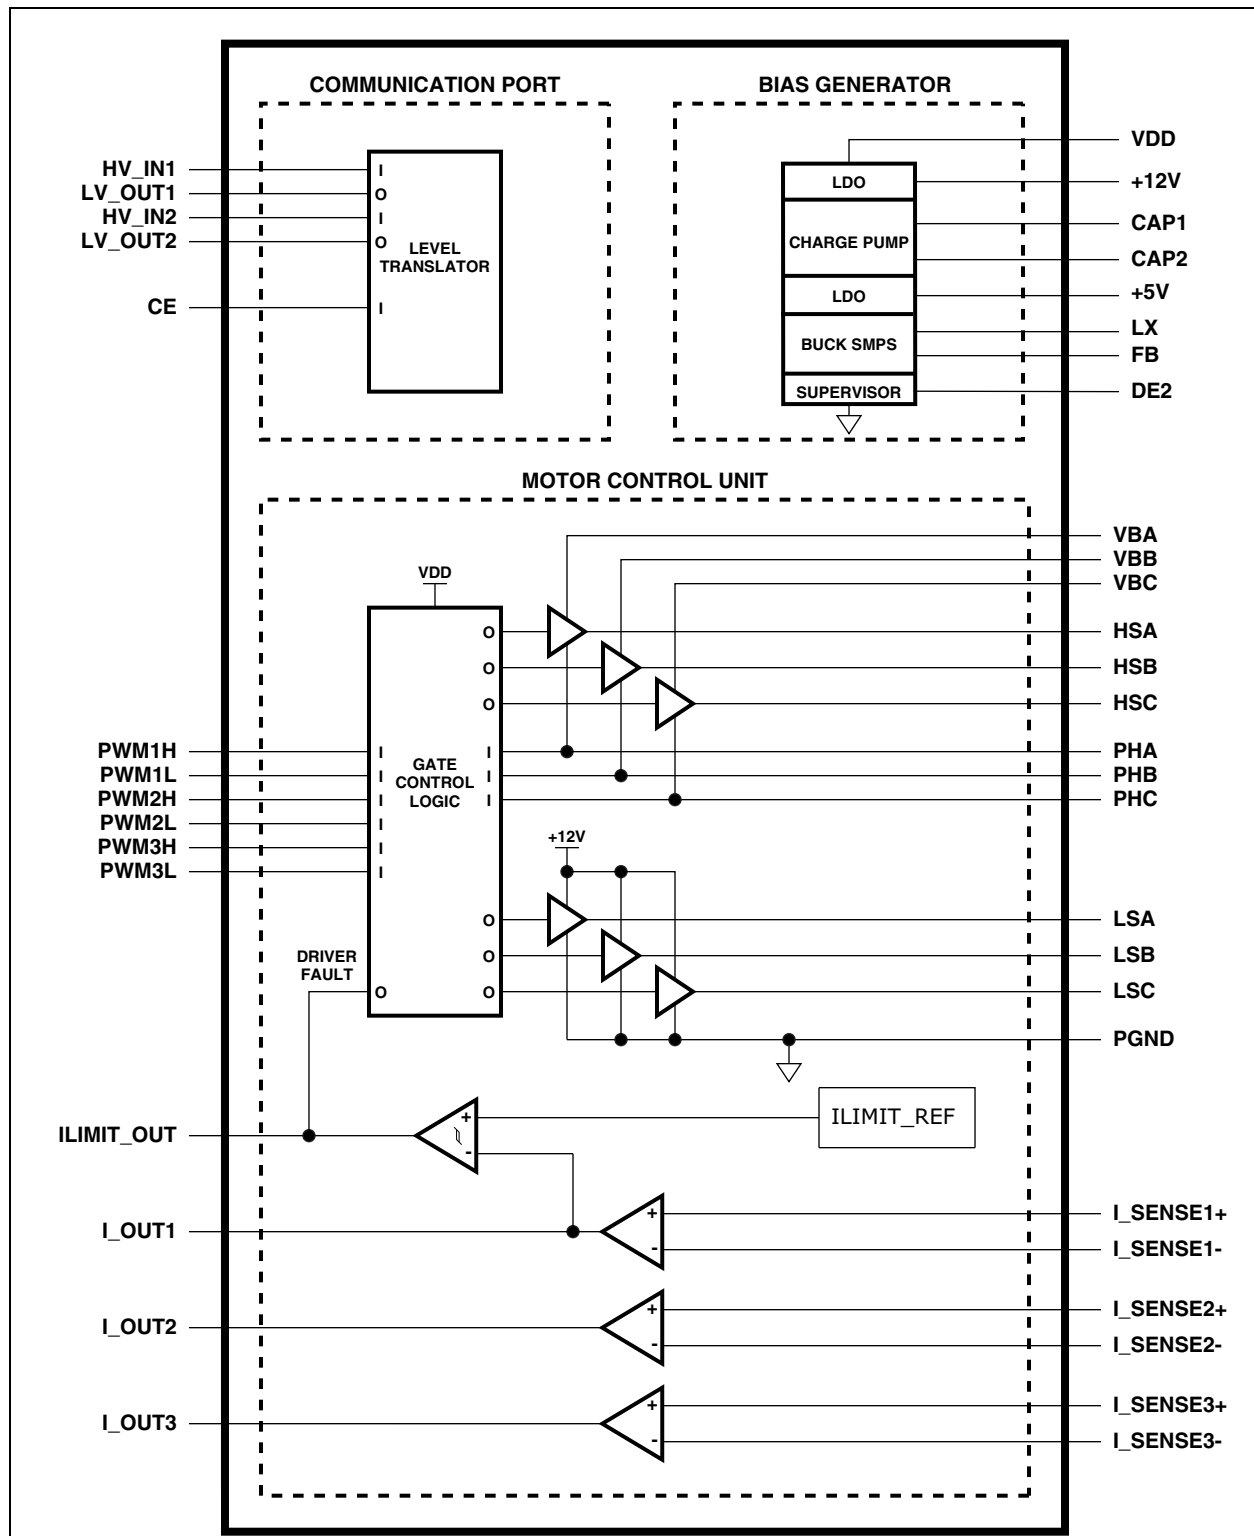 COMMUNICATION PORT
BIAS GENERATOR
HV_IN1
LV_OUT1
HV_IN2
LV_OUT2
CE
I
O
I
O
I
LEVEL
TRANSLATOR
LDO
CHARGE PUMP
LDO
BUCK SMPS
SUPERVISOR
VDD
+12V
CAP1
CAP2
+5V
LX
FB
DE2
MOTOR CONTROL UNIT
VDD
VBA
VBB
VBC
O
O
O
HSA
HSB
HSC
PWM1H
PWM1L
PWM2H
PWM2L
PWM3H
PWM3L
I
I
I
I
I
I
GATE
CONTROL
LOGIC
I
I
I
PHA
PHB
PHC
+12V
O
O
O
LSA
LSB
LSC
DRIVER
FAULT
O
PGND
ILIMIT_OUT
+
-
ILIMIT_REF
I_OUT1
+
-
I_SENSE1+
I_SENSE1-
I_OUT2
+
-
I_SENSE2+
I_SENSE2-
I_OUT3
+
-
I_SENSE3+
I_SENSE3-